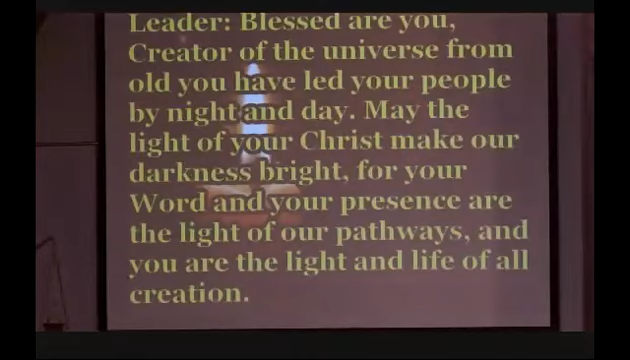 Leader: Blessed are you,
Creator of the universe from
old you have led your people
by night and day. May the
light of your Christ make our
darkness bright, for your
Word and your presence are
the light of our pathways, and
you are the light and life of all
creation.